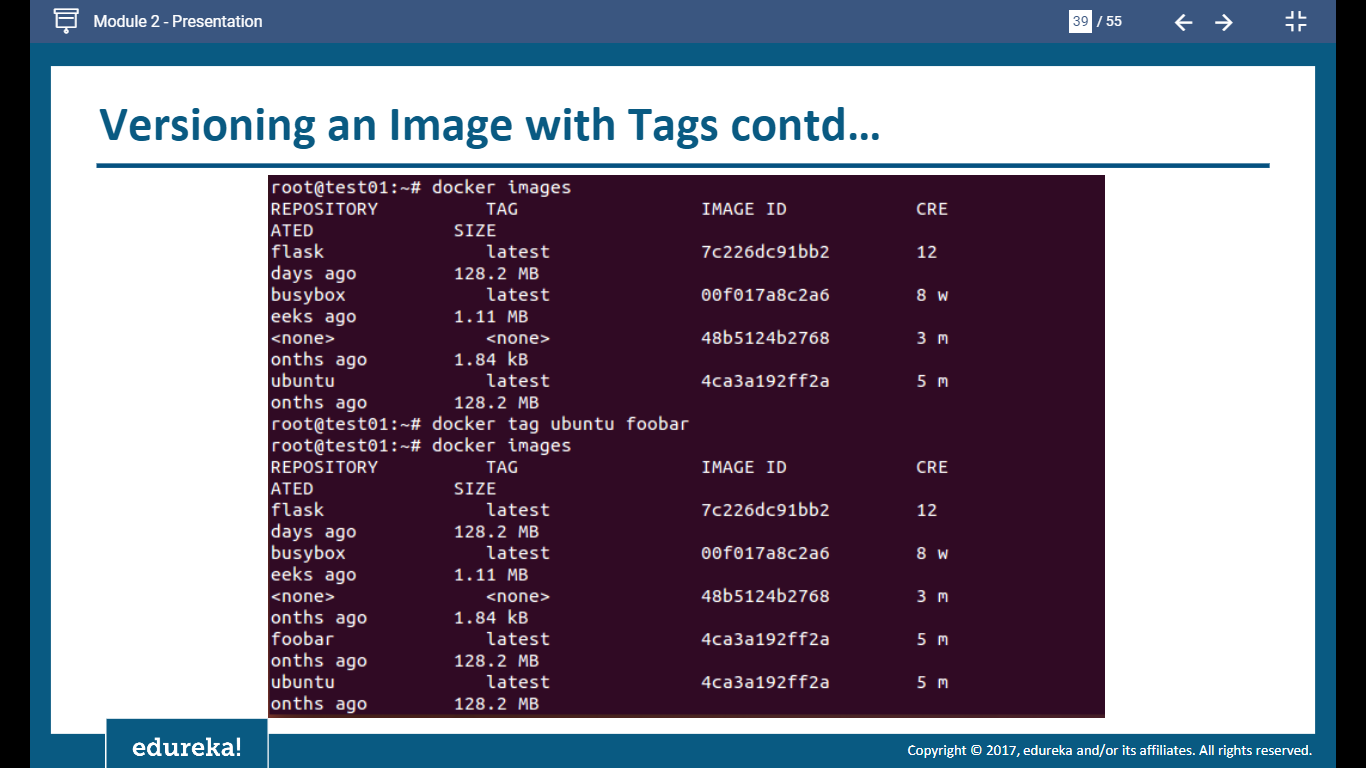 Module 2 - Presentation 39 / 55
Versioning an Image with Tags contd...
root@test01:~# docker images
REPOSITORY TAG IMAGE ID CRE
ATED SIZE
flask latest 7c226dc91bb2 12
days ago 128.2 MB
busybox latest 00f017a8c2a6 8 w
eeks ago 1.11 MB
<none> <none> 48b5124b2768 3 m
onths ago 1.84 kB
ubuntu latest 4ca3a192ff2a 5 m
onths ago 128.2 MB
root@test01:~# docker tag ubuntu foobar
root@test01:~# docker images
REPOSITORY TAG IMAGE ID CRE
ATED SIZE
flask latest 7c226dc91bb2 12
days ago 128.2 MB
busybox latest 00f017a8c2a6 8 w
eeks ago 1.11 MB
<none> <none> 48b5124b2768 3 m
onths ago 1.84 kB
foobar latest 4ca3a192ff2a 5 m
onths ago 128.2 MB
ubuntu latest 4ca3a192ff2a 5 m
onths ago 128.2 MB
edureka!
Copyright © 2017, edureka and/or its affiliates. All rights reserved.